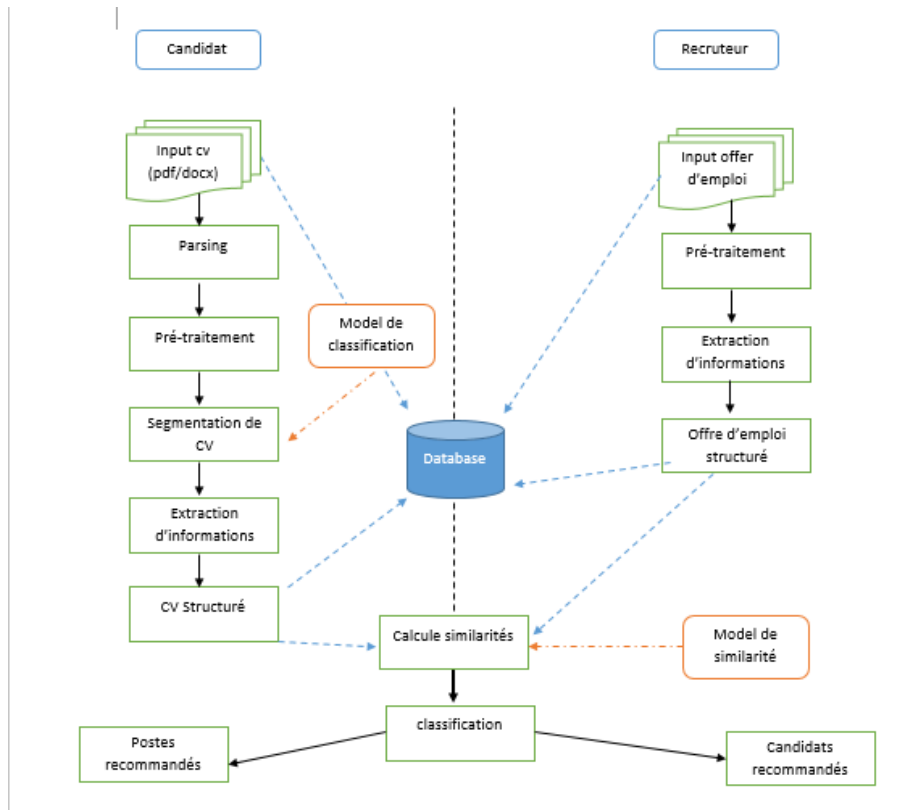 Candidat
Recruteur
Input cv
(pdf/docx)
Input offer
d'emploi
Parsing
Pré-traitement
Model de
classification
Pré-traitement
Extraction
d'informations
Segmentation de
CV
Database
Offre d'emploi
structuré
Extraction
d'informations
CV Structuré
Calcule similarités
Model de
similarité
classification
Postes
recommandés
Candidats
recommandés